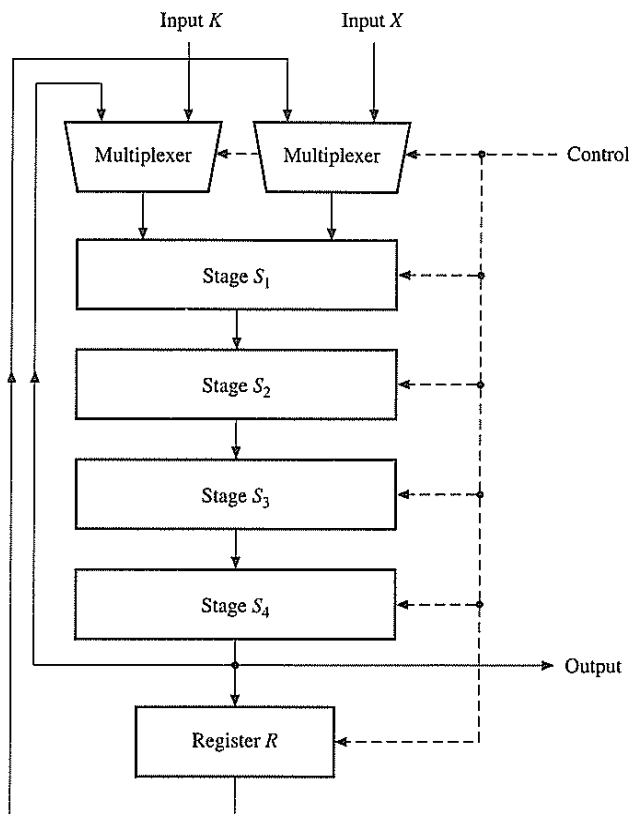 Input K
Input X
Multiplexer
Multiplexer
Control
Stage S₁
Stage S₂
Stage S₃
Stage S₄
Output
Register R